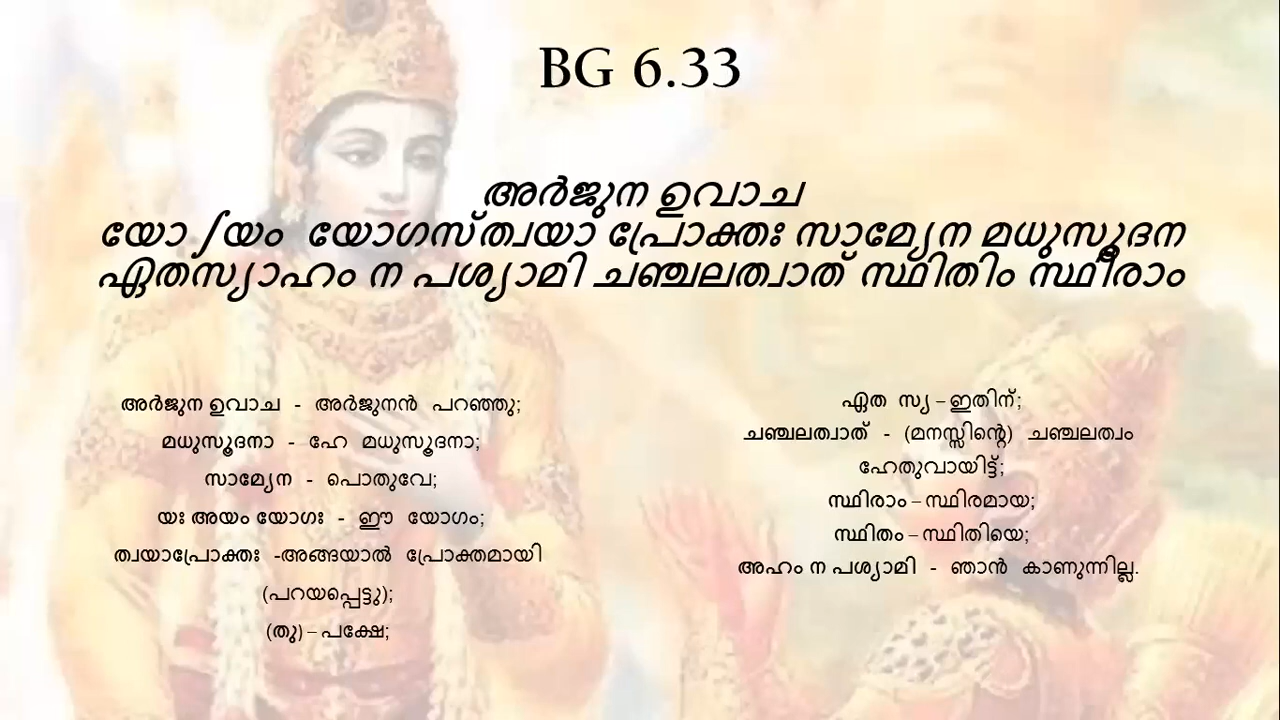 BG 6.33
അർജുന ഉവാച
യോ ഽയം യോഗസ്ത്വയാ പ്രോക്തഃ സാമ്യേന മധുസൂദന
ഏതസ്യാഹം ന പശ്യാമി ചഞ്ചലത്വാത് സ്ഥിതിം സ്ഥിരാം
അർജുന ഉവാച - അർജുനൻ പറഞ്ഞു;
മധുസൂദനാ - ഹേ മധുസൂദനാ;
സാമ്യേന - പൊതുവേ;
യഃ അയം യോഗഃ - ഈ യോഗം;
ത്വയാപ്രോക്തഃ -അങ്ങയാൽ പ്രോക്തമായി
(പറയപ്പെട്ടു);
(തു) – പക്ഷേ;
ഏത സ്യ – ഇതിന്;
ചഞ്ചലത്വാത് - (മനസ്സിന്റെ) ചഞ്ചലത്വം
ഹേതുവായിട്ട്;
സ്ഥിരാം – സ്ഥിരമായ;
സ്ഥിതം – സ്ഥിതിയെ;
അഹം ന പശ്യാമി - ഞാൻ കാണുന്നില്ല.